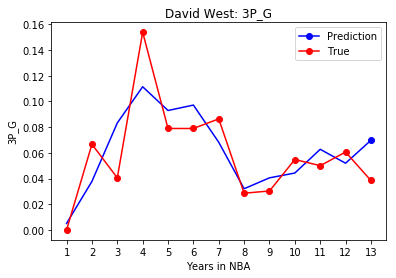 David West: 3P_G
Prediction
True
0.16
0.14
0.12
0.10
0.08
0.06
0.04
0.02
0.00
3P_G
1 2 3 4 5 6 7 8 9 10 11 12 13
Years in NBA